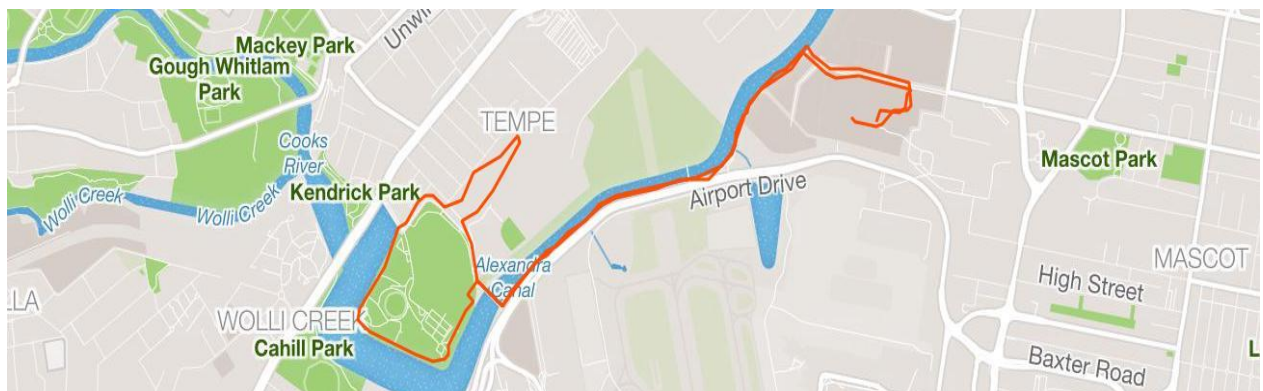 Unwi
Mackey Park
Gough Whitlam
Park
TEMPE
Cooks
River
Mascot Park
Kendrick Park
Airport Drive
Wolli Creek
Wolli Creek
MASCOT
Alexandra
Canal
High Street
LLA
WOLLI CREEK
Cahill Park
Baxter Road
L